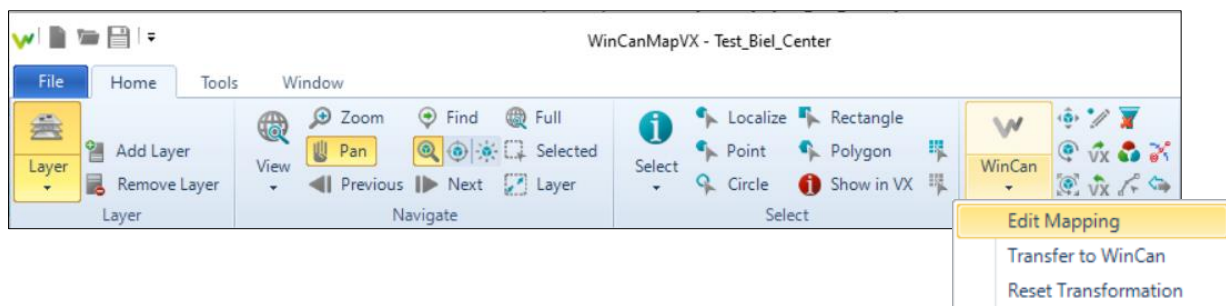 WinCanMapVX - Test_Biel_Center
File Home Tools Window
Layer
Add Layer
Remove Layer
Layer
View
Zoom Find Full
Pan Selected
Previous Next Layer
Navigate
Select
Localize Rectangle
Point Polygon
Circle Show in VX
Select
WinCan
VX
VX
Edit Mapping
Transfer to WinCan
Reset Transformation